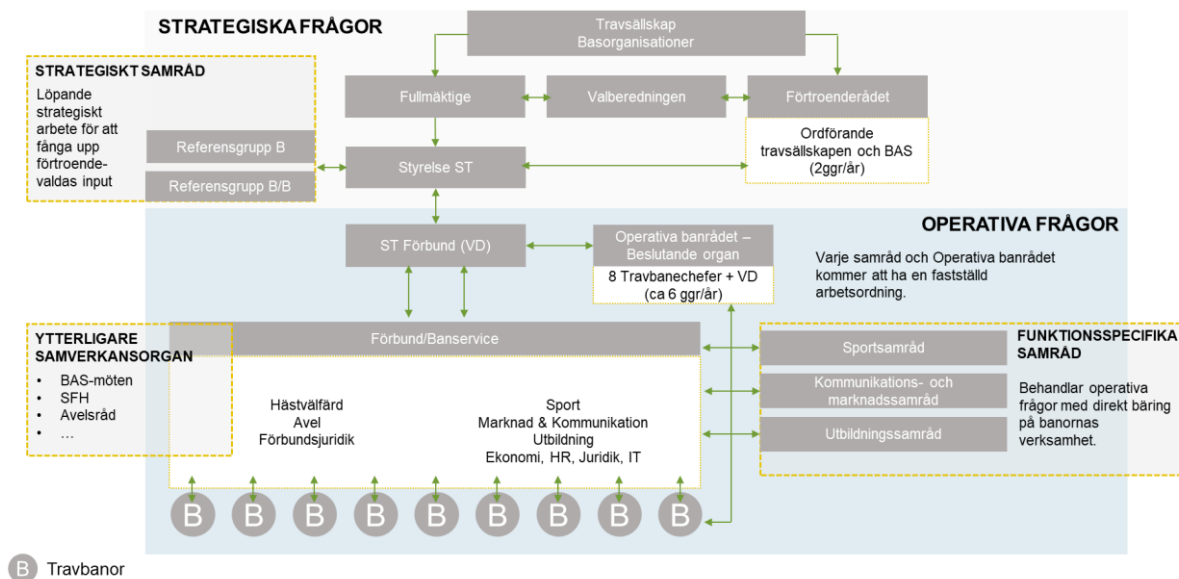 STRATEGISKA FRÅGOR
Travsällskap
Basorganisationer
STRATEGISKT SAMRÅD
Löpande
strategiskt
arbete för att
fånga upp
förtroende-
valdas input
Referensgrupp B
Referensgrupp B/B
Fullmäktige
Valberedningen
Förtroenderådet
Ordförande
travsällskapen och BAS
(2ggr/år)
Styrelse ST
OPERATIVA FRÅGOR
ST Förbund (VD)
Operativa banrådet –
Beslutande organ
8 Travbanechefer + VD
(ca 6 ggr/år)
Varje samråd och Operativa banrådet
kommer att ha en fastställd
arbetsordning.
YTTERLIGARE
SAMVERKANSORGAN
• BAS-möten
• SFH
• Avelsråd
• …
Förbund/Banservice
Hästvälfärd
Avel
Förbundsjuridik
Sport
Marknad & Kommunikation
Utbildning
Ekonomi, HR, Juridik, IT
Sportsamråd
Kommunikations- och
marknadssamråd
Utbildningssamråd
FUNKTIONSSPECIFIKA
SAMRÅD
Behandlar operativa
frågor med direkt bäring
på banornas
verksamhet.
B B B B B B B B B
B Travbanor